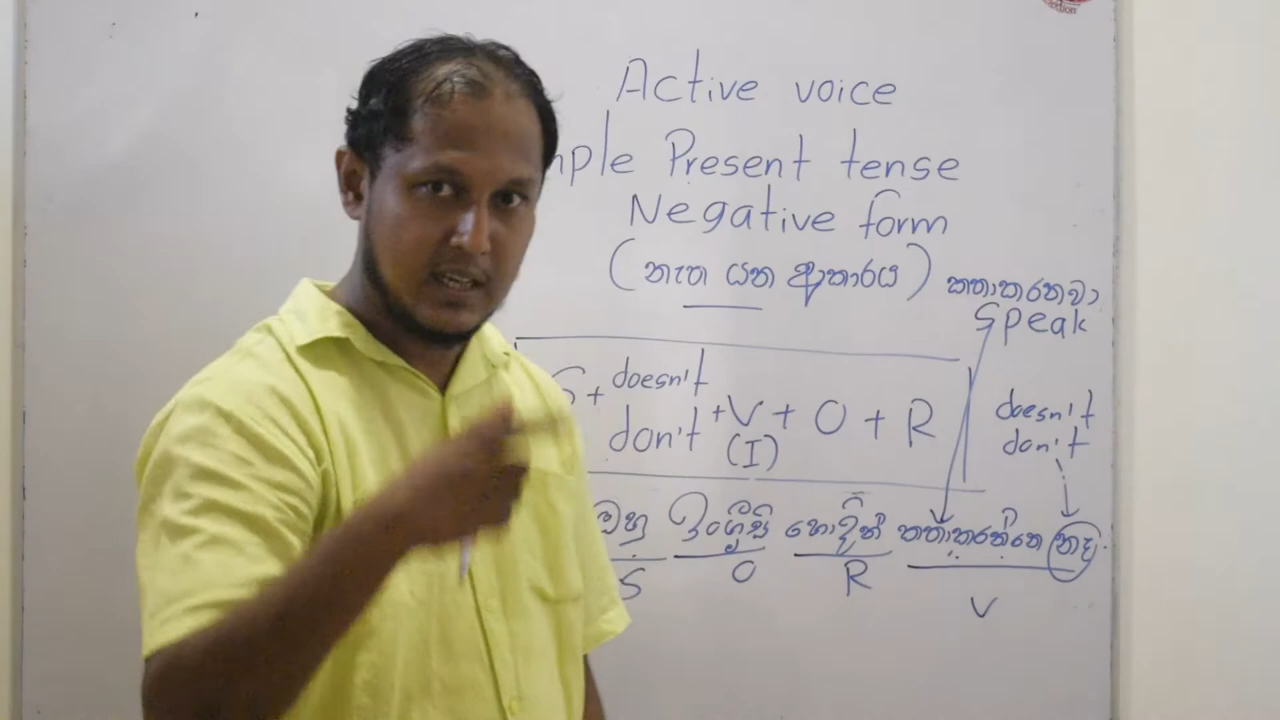 Active voice
mple Present tense
Negative form
(නැත යන ආකාරය)
කතාකරනවා
Speak
S + doesn't
don't + V + O + R
(I)
doesn't
don't
ඔහු ඉංග්‍රීසි හොදින් කතාකරන්නෙ නැද.
S O R V